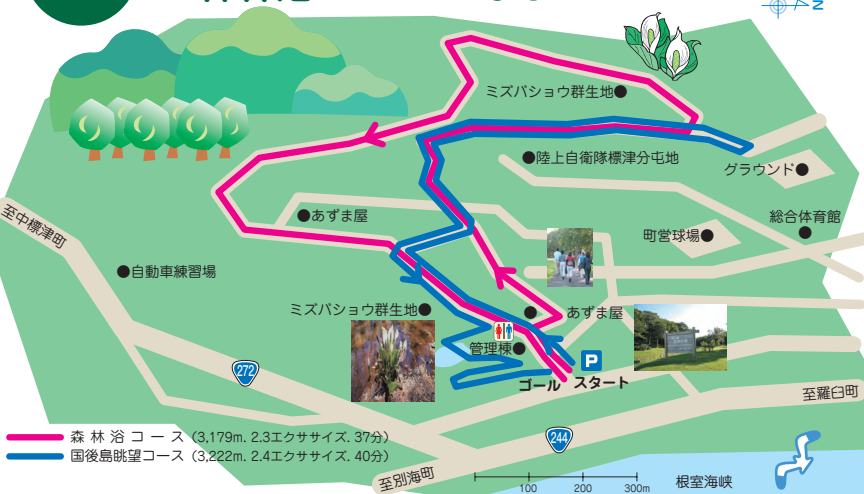 N
ミズバショウ群生地
陸上自衛隊標津分屯地
グラウンド
総合体育館
町営球場
あずま屋
至中標津町
自動車練習場
ミズバショウ群生地
あずま屋
管理棟
P
ゴール
スタート
272
244
至羅臼町
至別海町
根室海峡
森林浴コース (3,179m. 2.3エクササイズ. 37分)
国後島眺望コース (3,222m. 2.4エクササイズ. 40分)
100 200 300m